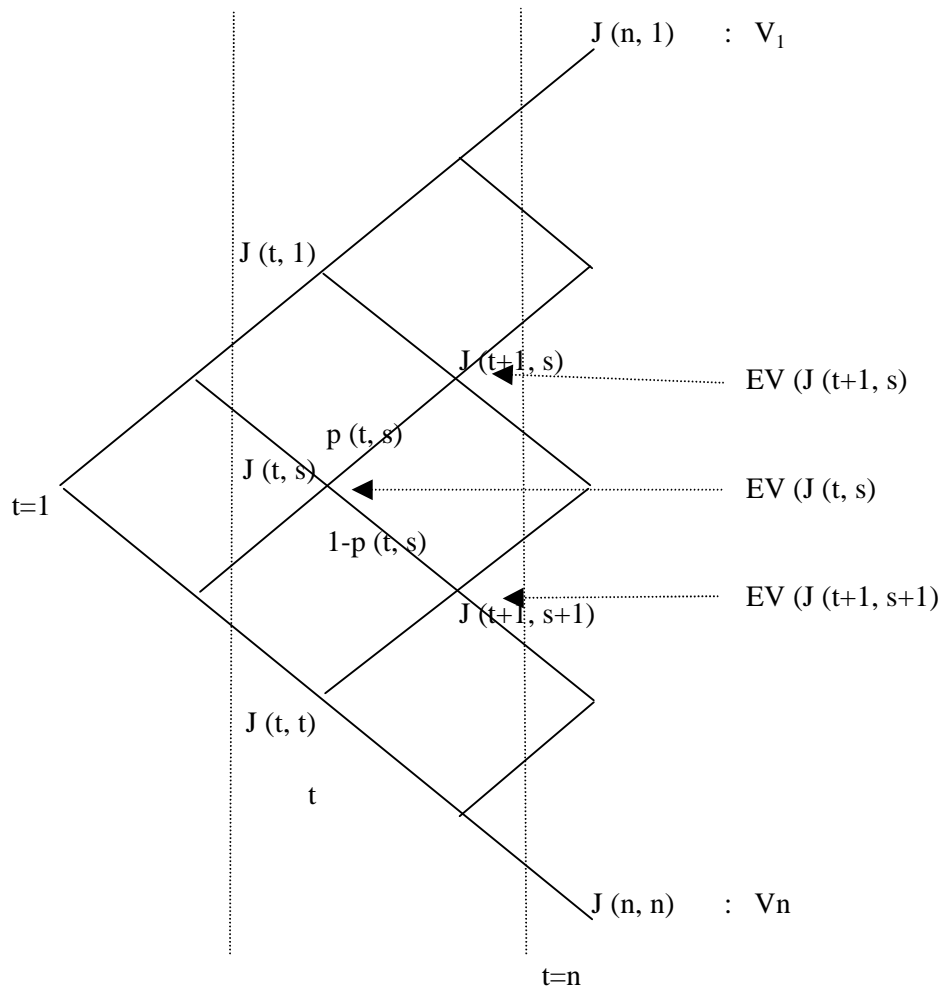 J (n, 1) : V₁
J (t, 1)
J (t+1, s)
EV (J (t+1, s)
p (t, s)
J (t, s)
EV (J (t, s)
t=1
1-p (t, s)
EV (J (t+1, s+1)
J (t+1, s+1)
J (t, t)
t
J (n, n) : Vn
t=n